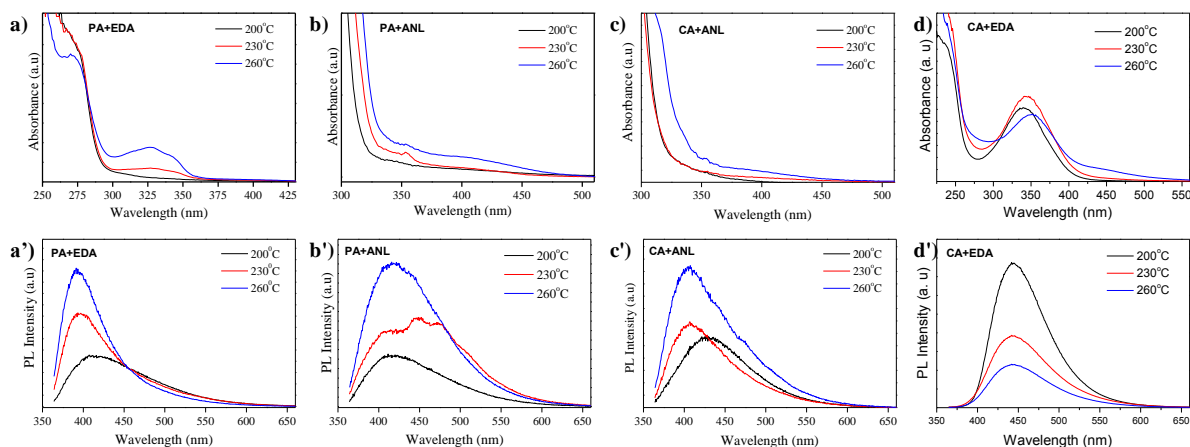 a)
PA+EDA
200°C
230°C
260°C
Absorbance (a.u)
250 275 300 325 350 375 400 425
Wavelength (nm)
b)
PA+ANL
200°C
230°C
260°C
Absorbance (a.u)
300 350 400 450 500
Wavelength (nm)
c)
CA+ANL
200°C
230°C
260°C
Absorbance (a.u)
300 350 400 450 500
Wavelength (nm)
d)
CA+EDA
200°C
230°C
260°C
Absorbance (a.u)
250 300 350 400 450 500 550
Wavelength (nm)
a')
PA+EDA
200°C
230°C
260°C
PL Intensity (a.u)
350 400 450 500 550 600 650
Wavelength (nm)
b')
PA+ANL
200°C
230°C
260°C
PL Intensity (a.u)
350 400 450 500 550 600 650
Wavelength (nm)
c')
CA+ANL
200°C
230°C
260°C
PL Intensity (a.u)
350 400 450 500 550 600 650
Wavelength (nm)
d')
CA+EDA
200°C
230°C
260°C
PL Intensity (a. u)
350 400 450 500 550 600 650
Wavelength (nm)